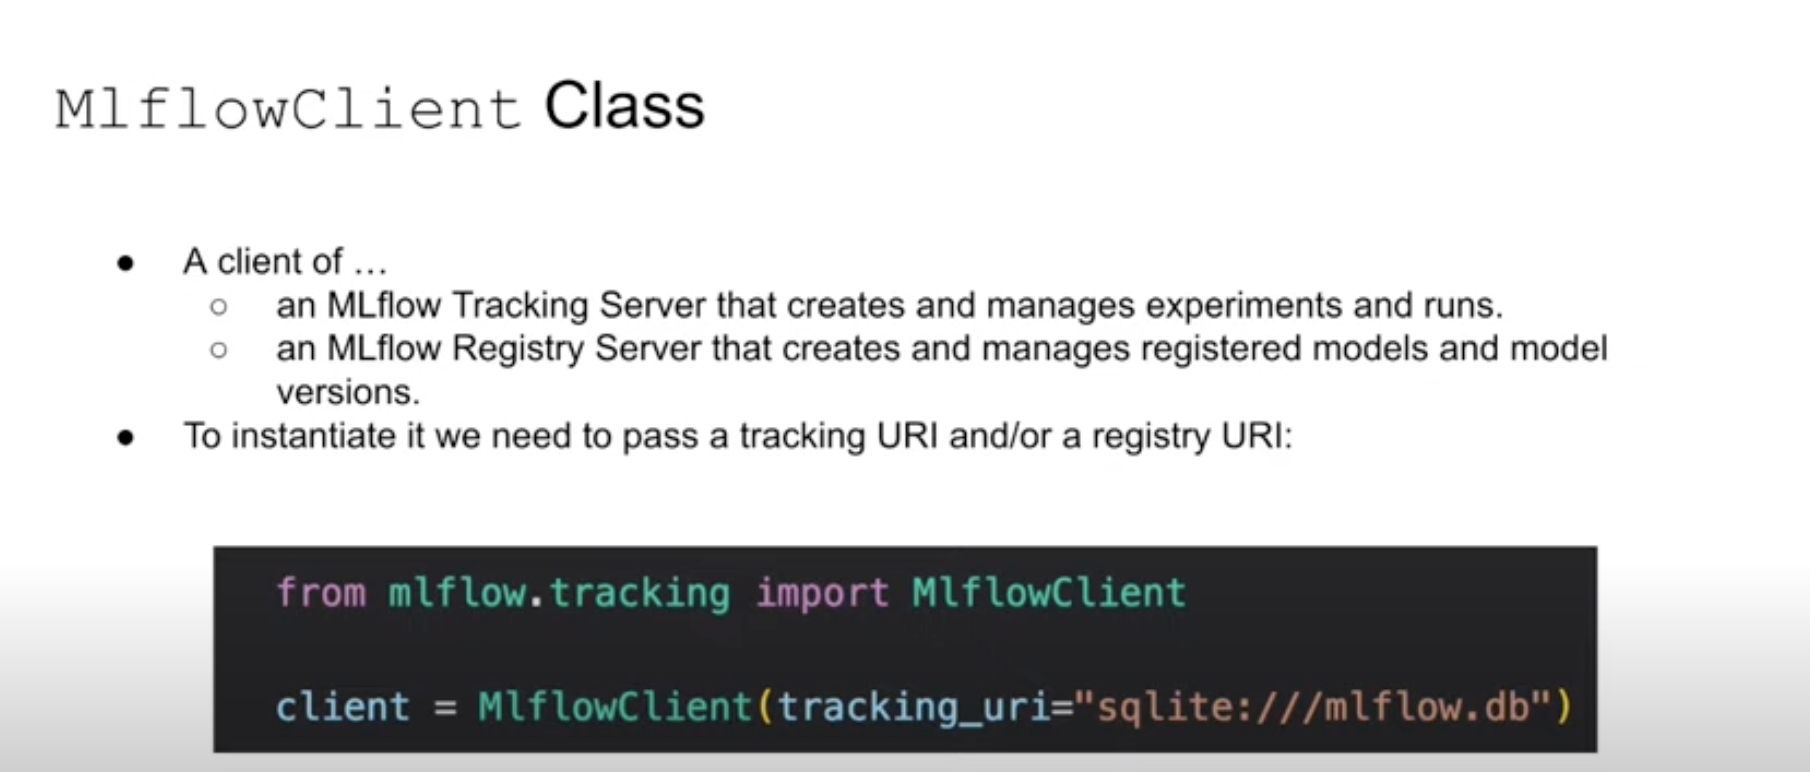 MlflowClient Class
● A client of …
○ an MLflow Tracking Server that creates and manages experiments and runs.
○ an MLflow Registry Server that creates and manages registered models and model
versions.
● To instantiate it we need to pass a tracking URI and/or a registry URI:
from mlflow.tracking import MlflowClient
client = MlflowClient(tracking_uri="sqlite:///mlflow.db")